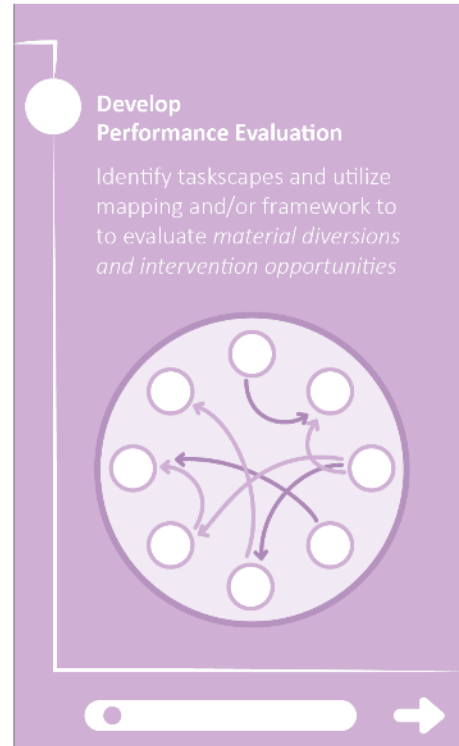 Develop
Performance Evaluation
Identify taskscapes and utilize
mapping and/or framework to
to evaluate material diversions
and intervention opportunities